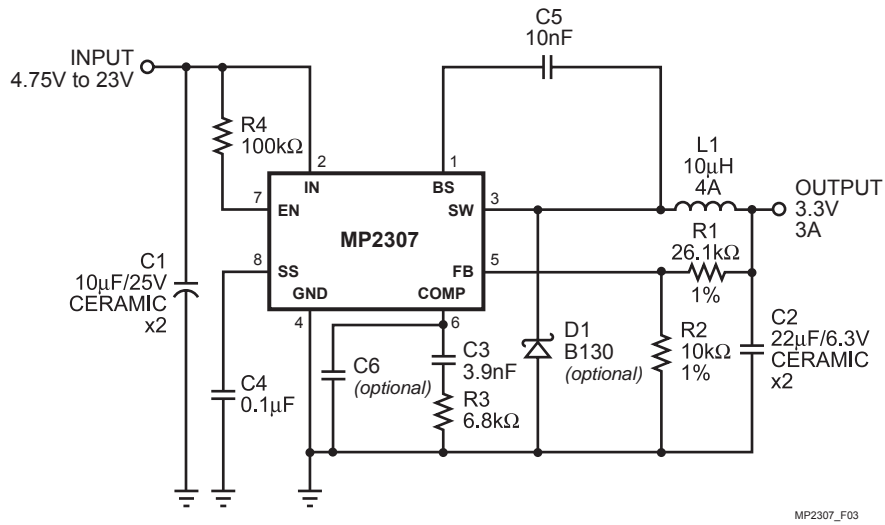 C5
10nF
INPUT
4.75V to 23V
R4
100kΩ
2
1
IN
BS
L1
10µH
4A
OUTPUT
3.3V
3A
7
EN
SW
3
MP2307
R1
26.1kΩ
1%
8
SS
FB
5
C1
10µF/25V
CERAMIC
x2
GND
COMP
4
6
D1
B130
(optional)
R2
10kΩ
1%
C2
22µF/6.3V
CERAMIC
x2
C6
(optional)
C3
3.9nF
C4
0.1µF
R3
6.8kΩ
MP2307_F03